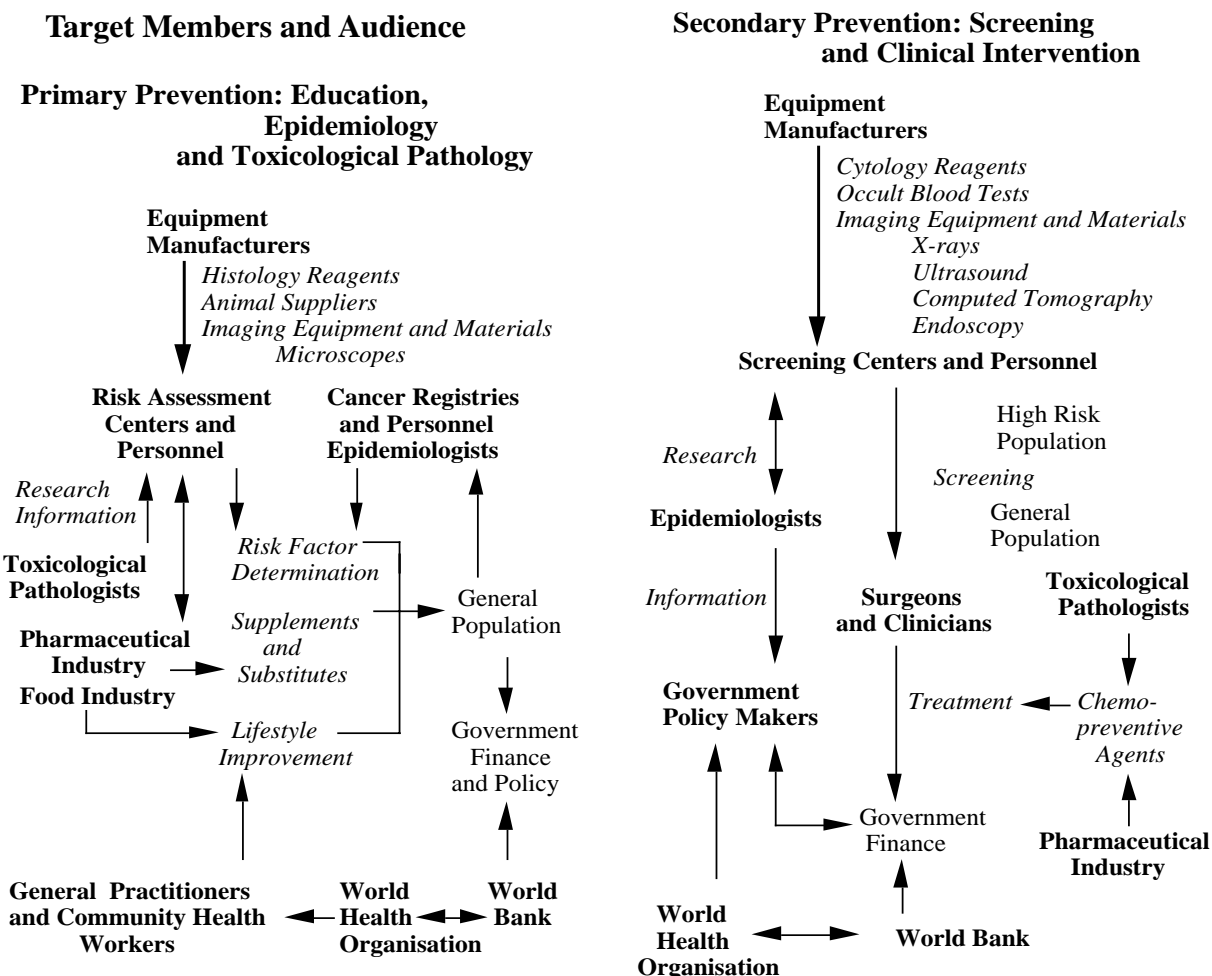 Target Members and Audience
Primary Prevention: Education,
Epidemiology
and Toxicological Pathology
Equipment
Manufacturers
Histology Reagents
Animal Suppliers
Imaging Equipment and Materials
Microscopes
Risk Assessment
Centers and
Personnel
Cancer Registries
and Personnel
Epidemiologists
Research
Information
Toxicological
Pathologists
Risk Factor
Determination
General
Population
Supplements
and
Substitutes
Pharmaceutical
Industry
Food Industry
Lifestyle
Improvement
Government
Finance
and Policy
General Practitioners
and Community Health
Workers
World
Health
Organisation
World
Bank
Secondary Prevention: Screening
and Clinical Intervention
Equipment
Manufacturers
Cytology Reagents
Occult Blood Tests
Imaging Equipment and Materials
X-rays
Ultrasound
Computed Tomography
Endoscopy
Screening Centers and Personnel
High Risk
Population
Research
Screening
General
Population
Epidemiologists
Information
Surgeons
and Clinicians
Toxicological
Pathologists
Government
Policy Makers
Treatment
Chemo-
preventive
Agents
Government
Finance
Pharmaceutical
Industry
World
Health
Organisation
World Bank